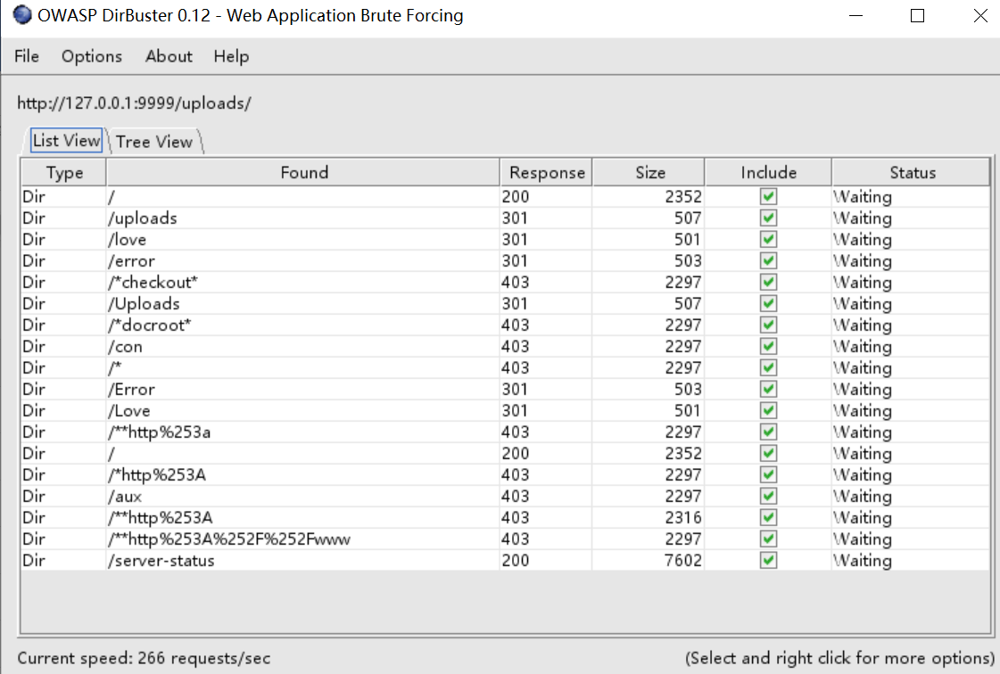 OWASP DirBuster 0.12 - Web Application Brute Forcing
File Options About Help
http://127.0.0.1:9999/uploads/
List View Tree View
Type Found Response Size Include Status
Dir / 200 2352 Waiting
Dir /uploads 301 507 Waiting
Dir /love 301 501 Waiting
Dir /error 301 503 Waiting
Dir /*checkout* 403 2297 Waiting
Dir /Uploads 301 507 Waiting
Dir /*docroot* 403 2297 Waiting
Dir /con 403 2297 Waiting
Dir /* 403 2297 Waiting
Dir /Error 301 503 Waiting
Dir /Love 301 501 Waiting
Dir /**http%253a 403 2297 Waiting
Dir / 200 2352 Waiting
Dir /*http%253A 403 2297 Waiting
Dir /aux 403 2297 Waiting
Dir /**http%253A 403 2316 Waiting
Dir /**http%253A%252F%252Fwww 403 2297 Waiting
Dir /server-status 200 7602 Waiting
Current speed: 266 requests/sec (Select and right click for more options)